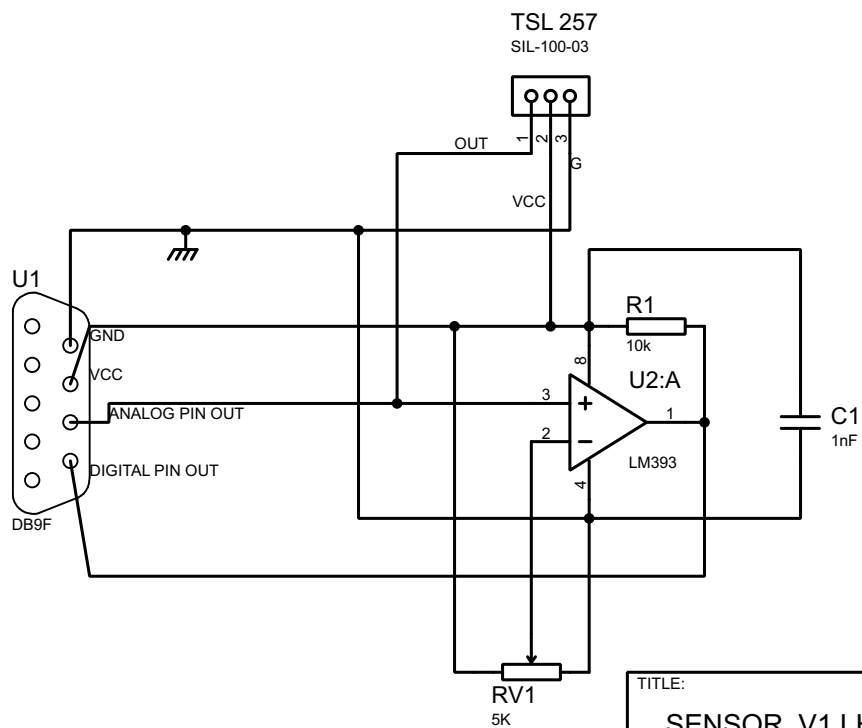 TSL 257
SIL-100-03
1
2
3
OUT
G
VCC
U1
GND
VCC
ANALOG PIN OUT
DIGITAL PIN OUT
DB9F
R1
10k
8
U2:A
3
1
2
LM393
4
C1
1nF
RV1
5K
TITLE: